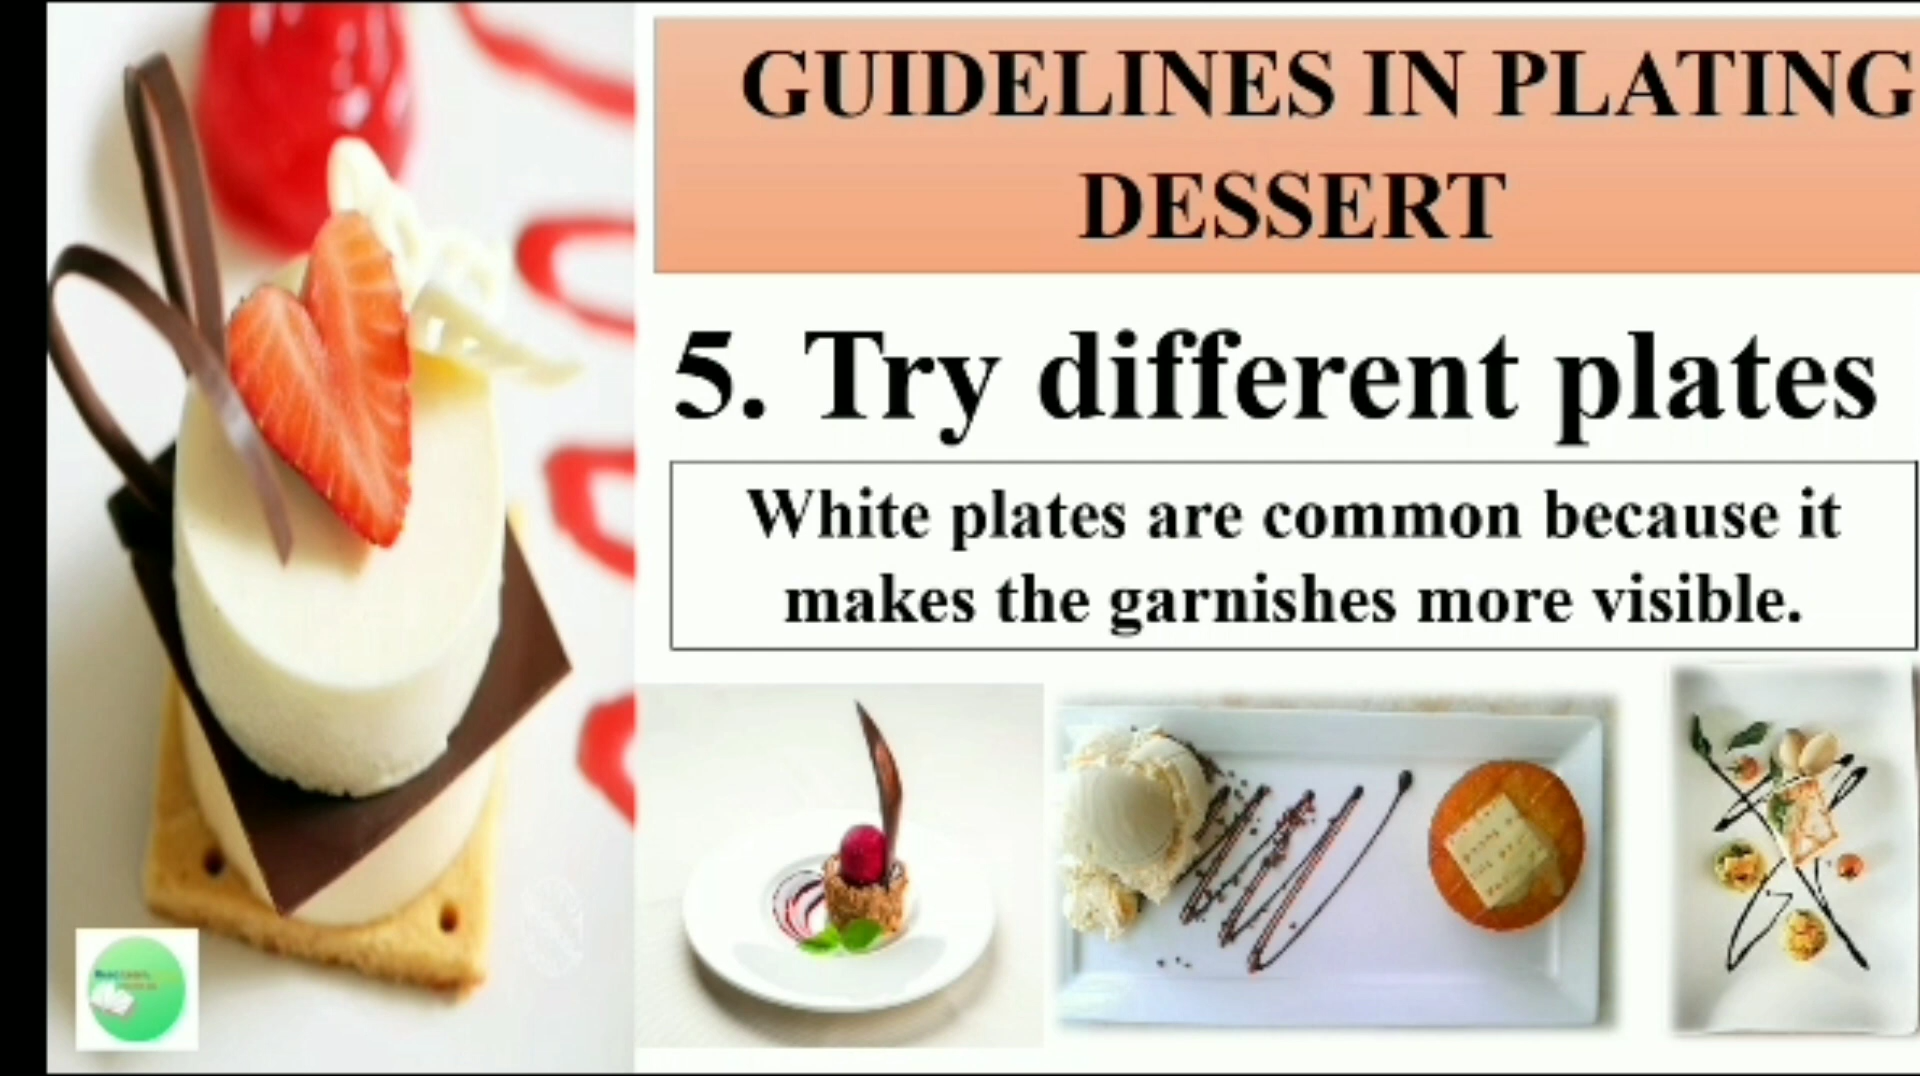 GUIDELINES IN PLATING
DESSERT
5. Try different plates
White plates are common because it
makes the garnishes more visible.